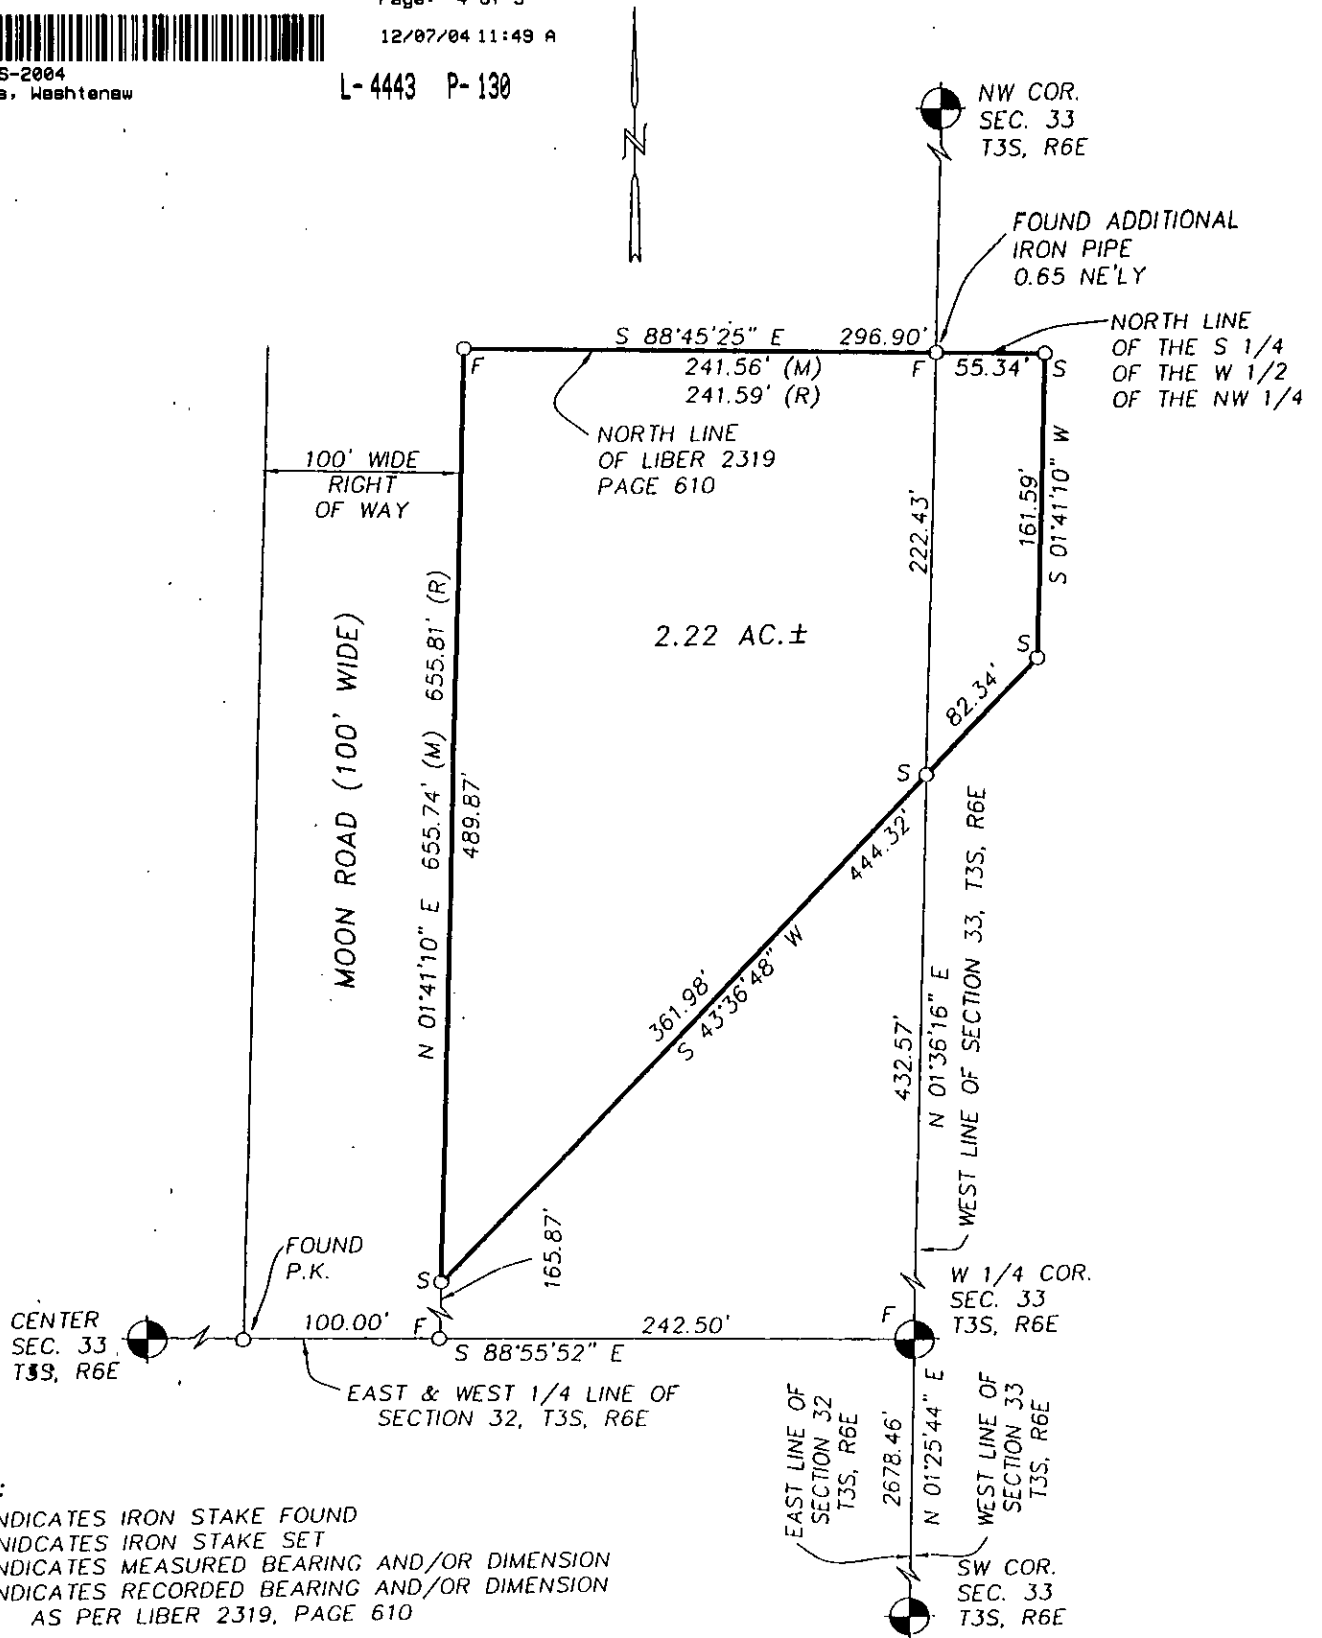 Page: 4 of 5
12/07/04 11:49 A
S-2004
s, Washtenaw
L-4443 P-130
N
NW COR.
SEC. 33
T3S, R6E
FOUND ADDITIONAL
IRON PIPE
0.65 NE'LY
NORTH LINE
OF THE S 1/4
OF THE W 1/2
OF THE NW 1/4
S 88°45'25" E 296.90'
241.56' (M)
241.59' (R)
F
F
55.34'
S
NORTH LINE
OF LIBER 2319
PAGE 610
100' WIDE
RIGHT
OF WAY
222.43'
161.59'
S 01°41'10" W
2.22 AC.±
MOON ROAD (100' WIDE)
N 01°41'10" E 655.74' (M) 655.81' (R)
489.87'
S
82.34'
S
444.32'
361.98'
S 43°36'48" W
432.57'
N 01°36'16" E
WEST LINE OF SECTION 33, T3S, R6E
FOUND
P.K.
S
165.87'
W 1/4 COR.
SEC. 33
T3S, R6E
CENTER
SEC. 33
T3S, R6E
100.00'
F
242.50'
F
S 88°55'52" E
EAST & WEST 1/4 LINE OF
SECTION 32, T3S, R6E
EAST LINE OF
SECTION 32
T3S, R6E
2678.46'
N 01°25'44" E
WEST LINE OF
SECTION 33
T3S, R6E
SW COR.
SEC. 33
T3S, R6E
:
NDICATES IRON STAKE FOUND
NIDCATES IRON STAKE SET
NDICATES MEASURED BEARING AND/OR DIMENSION
NDICATES RECORDED BEARING AND/OR DIMENSION
AS PER LIBER 2319, PAGE 610